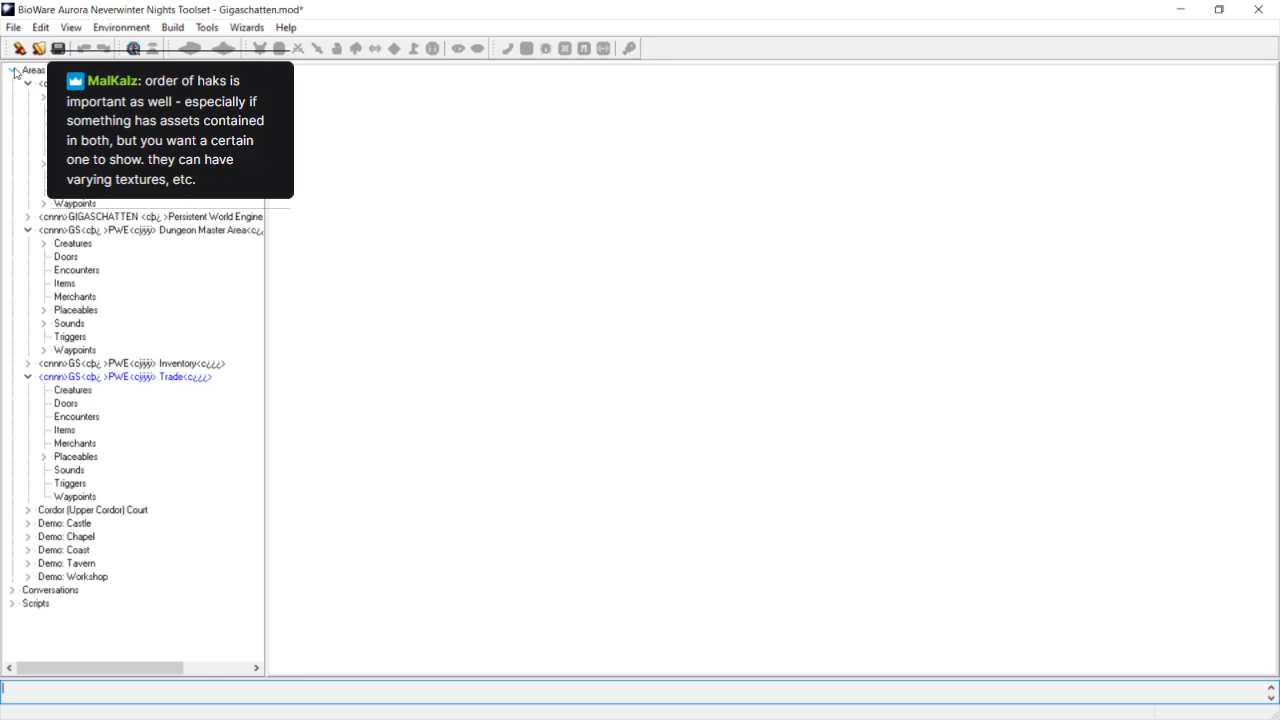 BioWare Aurora Neverwinter Nights Toolset - Gigaschatten.mod*
File Edit View Environment Build Tools Wizards Help
Areas
MalKalz: order of haks is
important as well - especially if
something has assets contained
in both, but you want a certain
one to show. they can have
varying textures, etc.
Waypoints
<cnnn>GIGASCHATTEN <cþ¿ >Persistent World Engine
<cnnn>GS<cþ¿ >PWE<cÿÿÿ> Dungeon Master Area<c¿¿
Creatures
Doors
Encounters
Items
Merchants
Placeables
Sounds
Triggers
Waypoints
<cnnn>GS<cþ¿ >PWE<cÿÿÿ> Inventory<c¿¿¿>
<cnnn>GS<cþ¿ >PWE<cÿÿÿ> Trade<c¿¿¿>
Creatures
Doors
Encounters
Items
Merchants
Placeables
Sounds
Triggers
Waypoints
Cordor (Upper Cordor) Court
Demo: Castle
Demo: Chapel
Demo: Coast
Demo: Tavern
Demo: Workshop
Conversations
Scripts